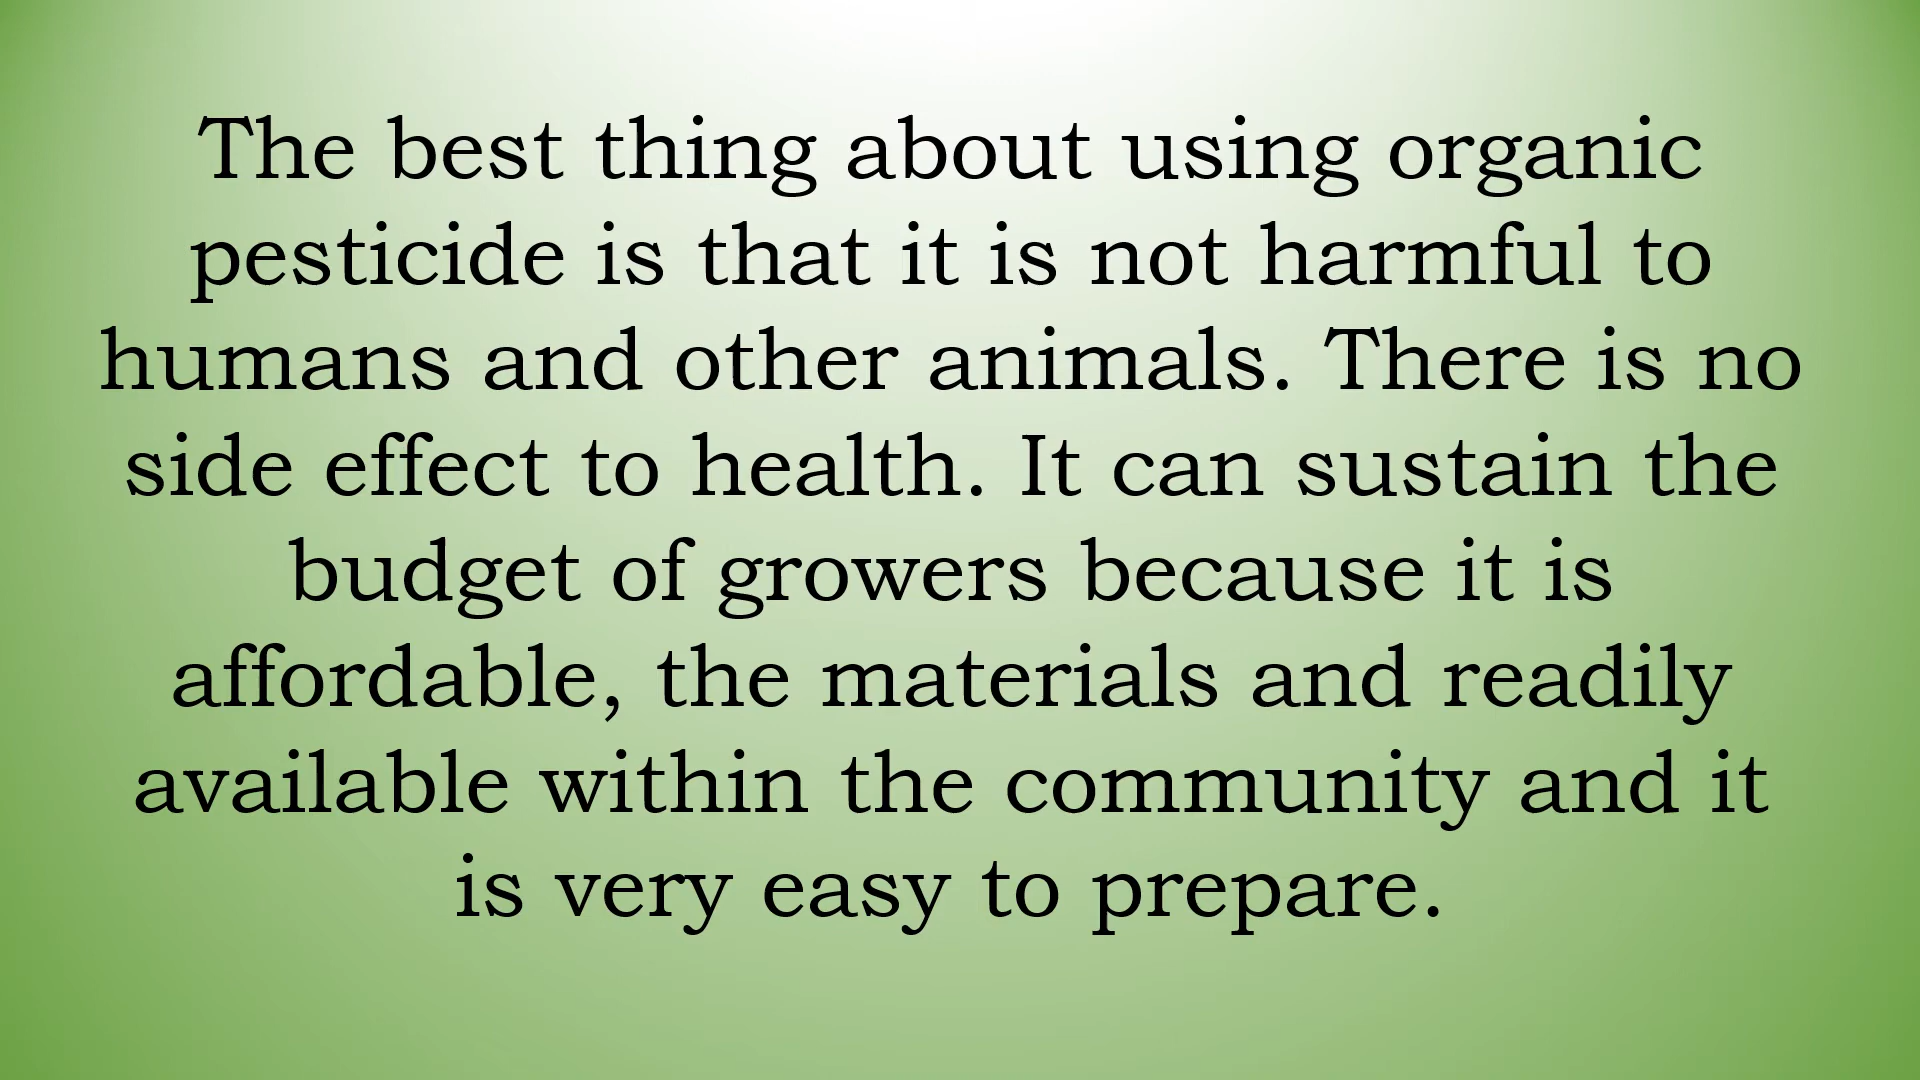 The best thing about using organic
pesticide is that it is not harmful to
humans and other animals. There is no
side effect to health. It can sustain the
budget of growers because it is
affordable, the materials and readily
available within the community and it
is very easy to prepare.